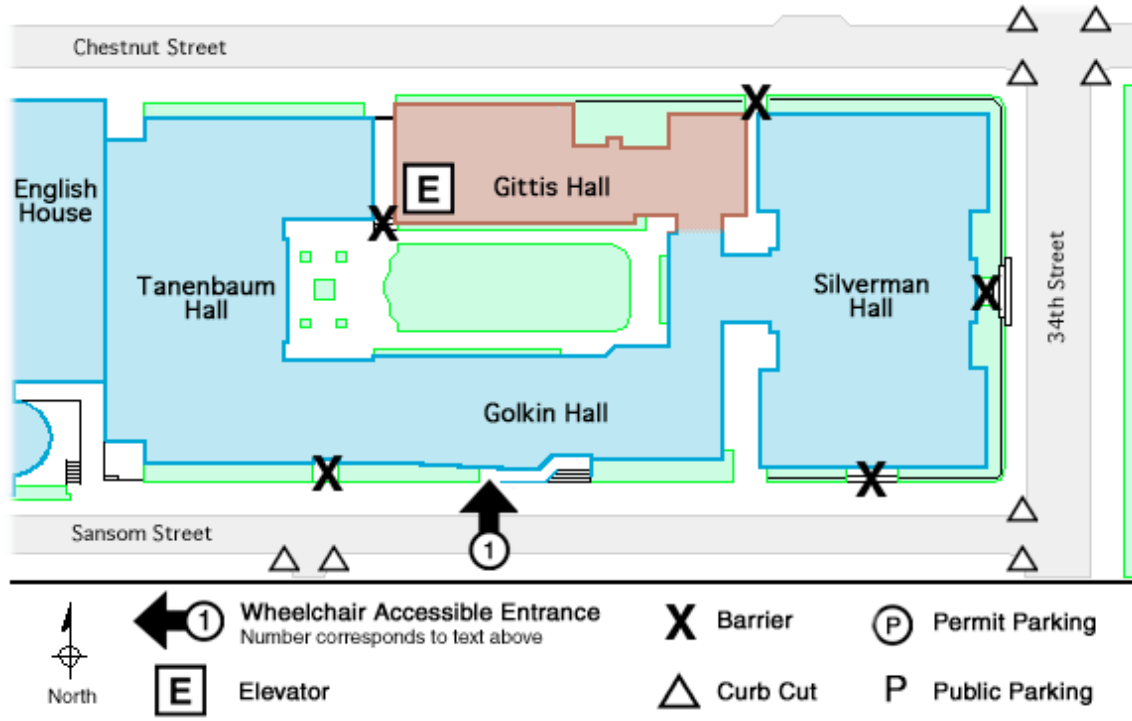 Chestnut Street
X
English
House
E
Gittis Hall
X
Tanenbaum
Hall
Silverman
Hall
X
34th Street
Golkin Hall
X
X
Sansom Street
1
1
Wheelchair Accessible Entrance
Number corresponds to text above
X Barrier
P Permit Parking
North
E Elevator
Curb Cut
P Public Parking